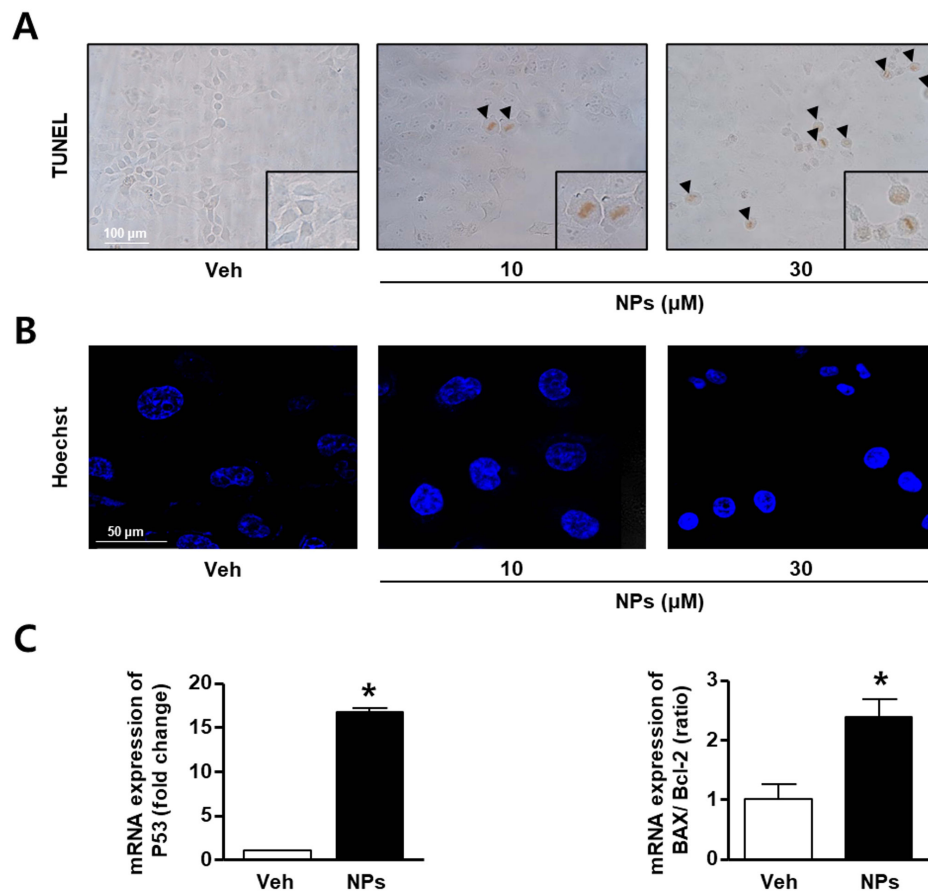 A
TUNEL
100 µm
Veh
10
30
NPs (µM)
B
Hoechst
50 µm
Veh
10
30
NPs (µM)
C
mRNA expression of
P53 (fold change)
20
15
10
5
0
*
Veh
NPs
mRNA expression of
BAX/ Bcl-2 (ratio)
3
2
1
0
*
Veh
NPs